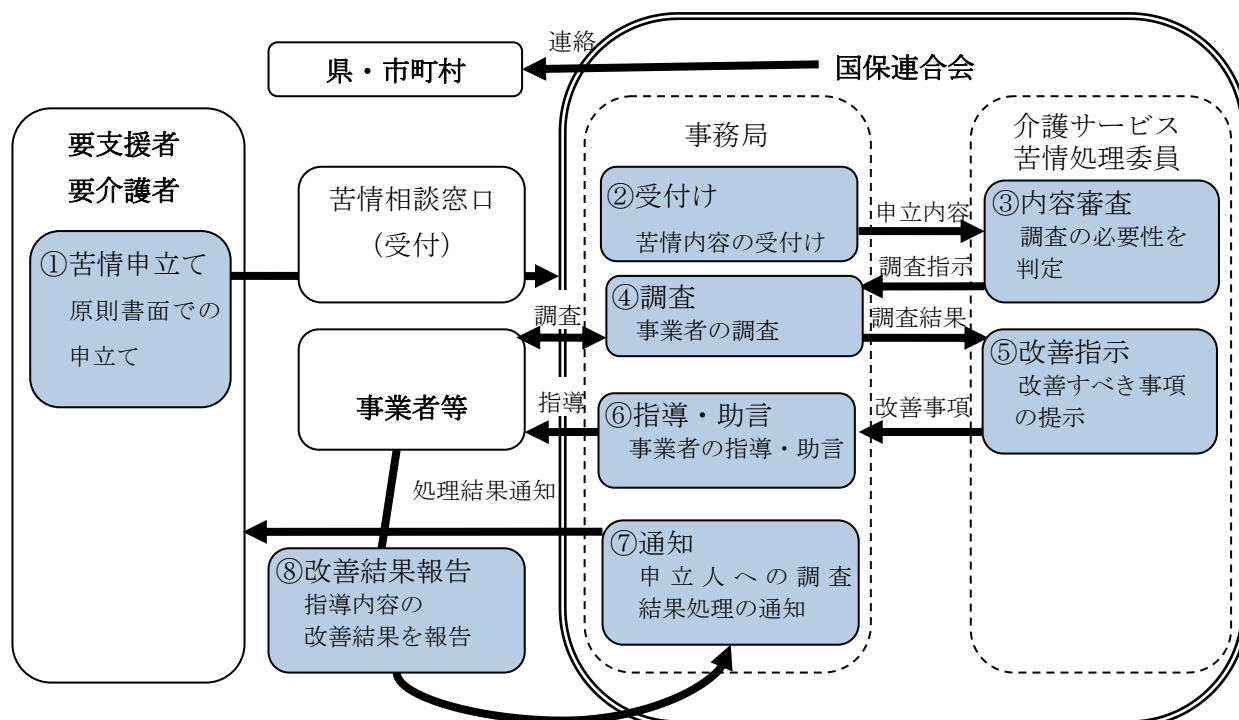 連絡
県・市町村
国保連合会
要支援者
要介護者
苦情相談窓口
（受付）
事務局
介護サービス
苦情処理委員
①苦情申立て
原則書面での
申立て
②受付け
苦情内容の受付け
申立内容
③内容審査
調査の必要性を
判定
調査指示
調査
④調査
事業者の調査
調査結果
⑤改善指示
改善すべき事項
の提示
事業者等
指導
⑥指導・助言
事業者の指導・助言
改善事項
処理結果通知
⑦通知
申立人への調査
結果処理の通知
⑧改善結果報告
指導内容の
改善結果を報告